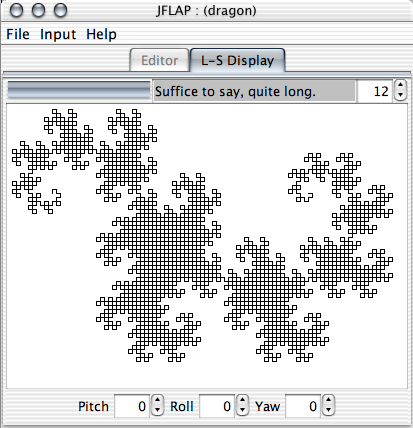 JFLAP : (dragon)
File Input Help
Editor L-S Display
Suffice to say, quite long. 12
Pitch 0 Roll 0 Yaw 0